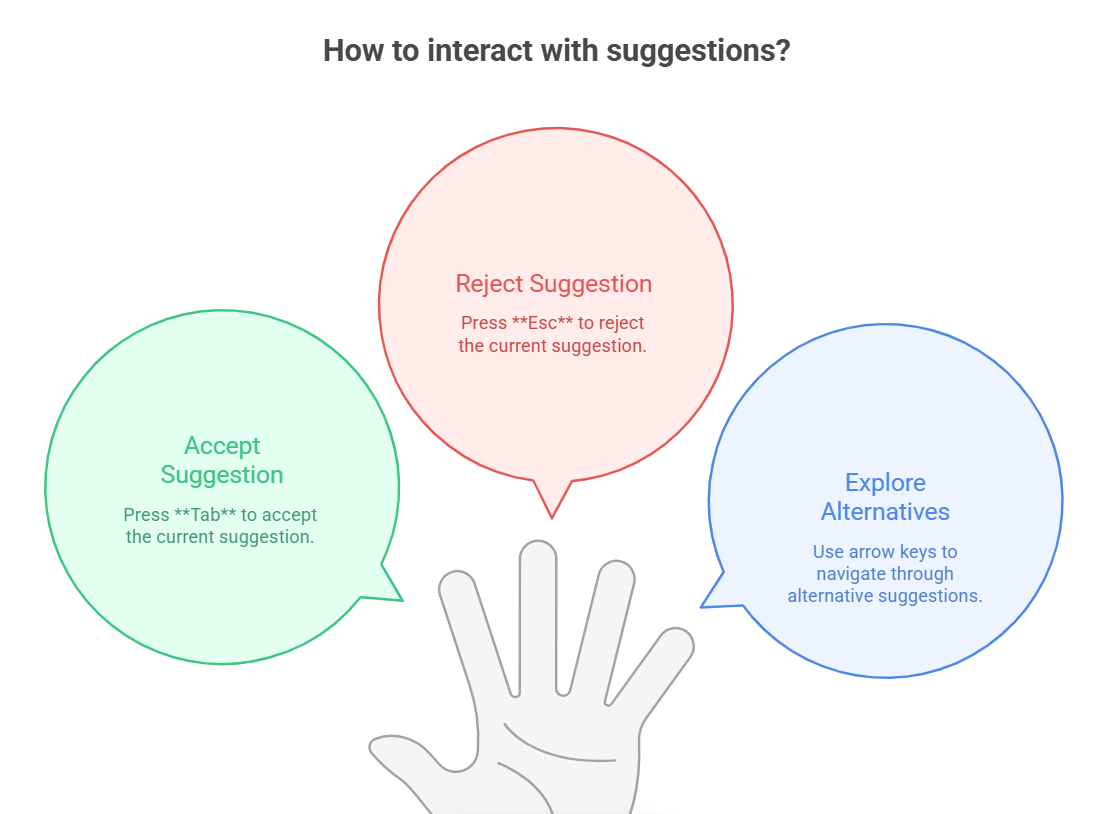 How to interact with suggestions?
Reject Suggestion
Press **Esc** to reject
the current suggestion.
Accept
Suggestion
Press **Tab** to accept
the current suggestion.
Explore
Alternatives
Use arrow keys to
navigate through
alternative suggestions.